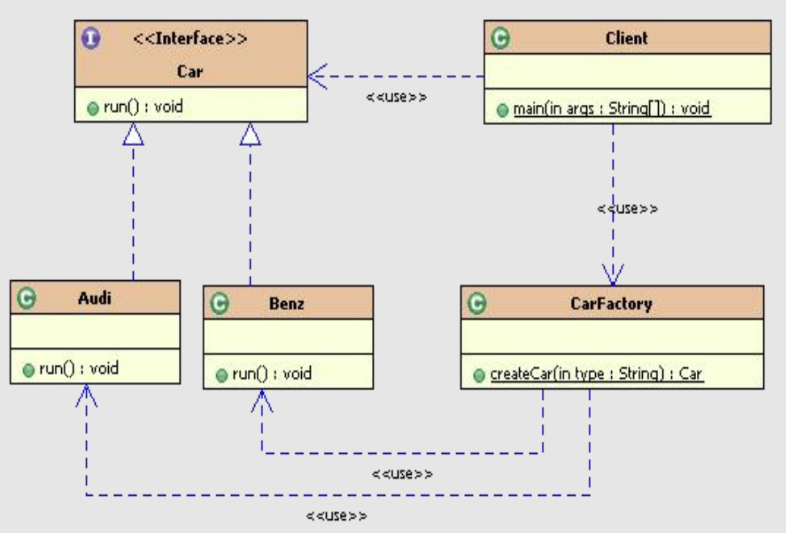 I
<<Interface>>
Car
run() : void
C
Client
main(in args : String[]) : void
<<use>>
<<use>>
C
Audi
run() : void
C
Benz
run() : void
C
CarFactory
createCar(in type : String) : Car
<<use>>
<<use>>